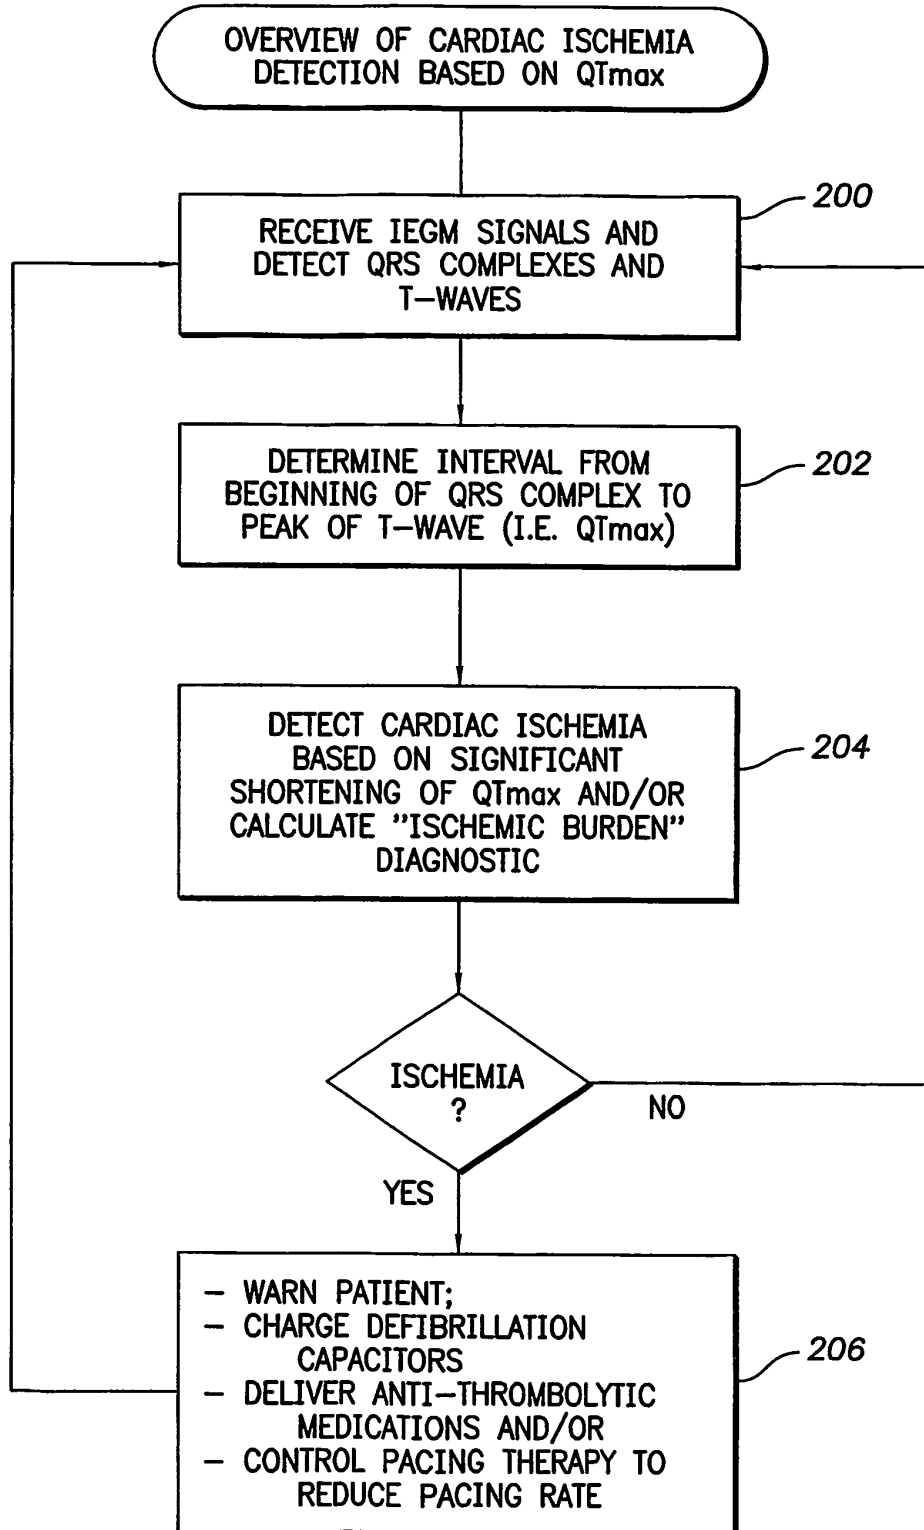 OVERVIEW OF CARDIAC ISCHEMIA
DETECTION BASED ON QTmax
200
RECEIVE IEGM SIGNALS AND
DETECT QRS COMPLEXES AND
T-WAVES
202
DETERMINE INTERVAL FROM
BEGINNING OF QRS COMPLEX TO
PEAK OF T-WAVE (I.E. QTmax)
204
DETECT CARDIAC ISCHEMIA
BASED ON SIGNIFICANT
SHORTENING OF QTmax AND/OR
CALCULATE "ISCHEMIC BURDEN"
DIAGNOSTIC
ISCHEMIA
?
NO
YES
206
- WARN PATIENT;
- CHARGE DEFIBRILLATION
CAPACITORS
- DELIVER ANTI-THROMBOLYTIC
MEDICATIONS AND/OR
- CONTROL PACING THERAPY TO
REDUCE PACING RATE